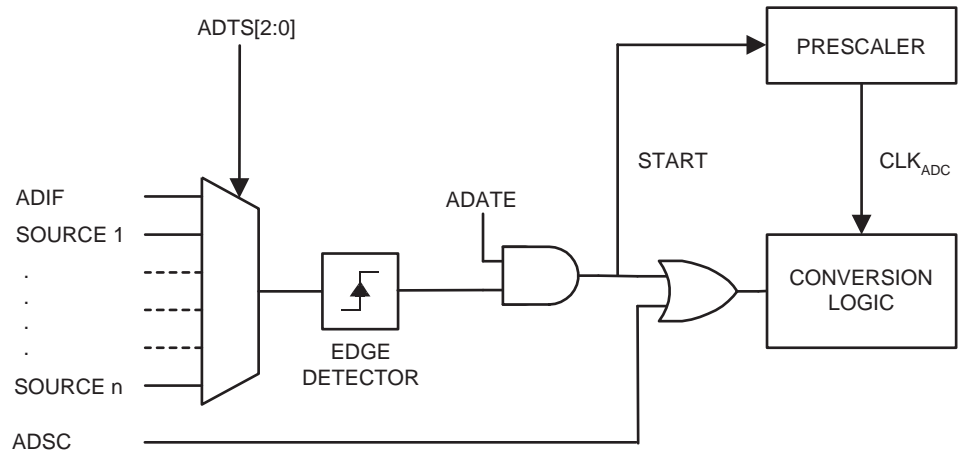 ADTS[2:0]
PRESCALER
START
CLKADC
ADIF
ADATE
SOURCE 1
.
.
.
.
CONVERSION
LOGIC
EDGE
DETECTOR
SOURCE n
ADSC